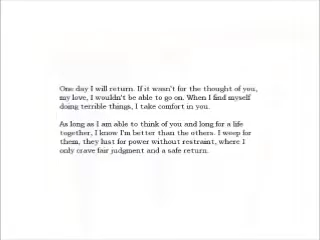 One day I will return. If it wasn't for the thought of you,
my love, I wouldn't be able to go on. When I find myself
doing terrible things, I take comfort in you.
As long as I am able to think of you and long for a life
together, I know I'm better than the others. I weep for
them, they lust for power without restraint, where I
only crave fair judgment and a safe return.